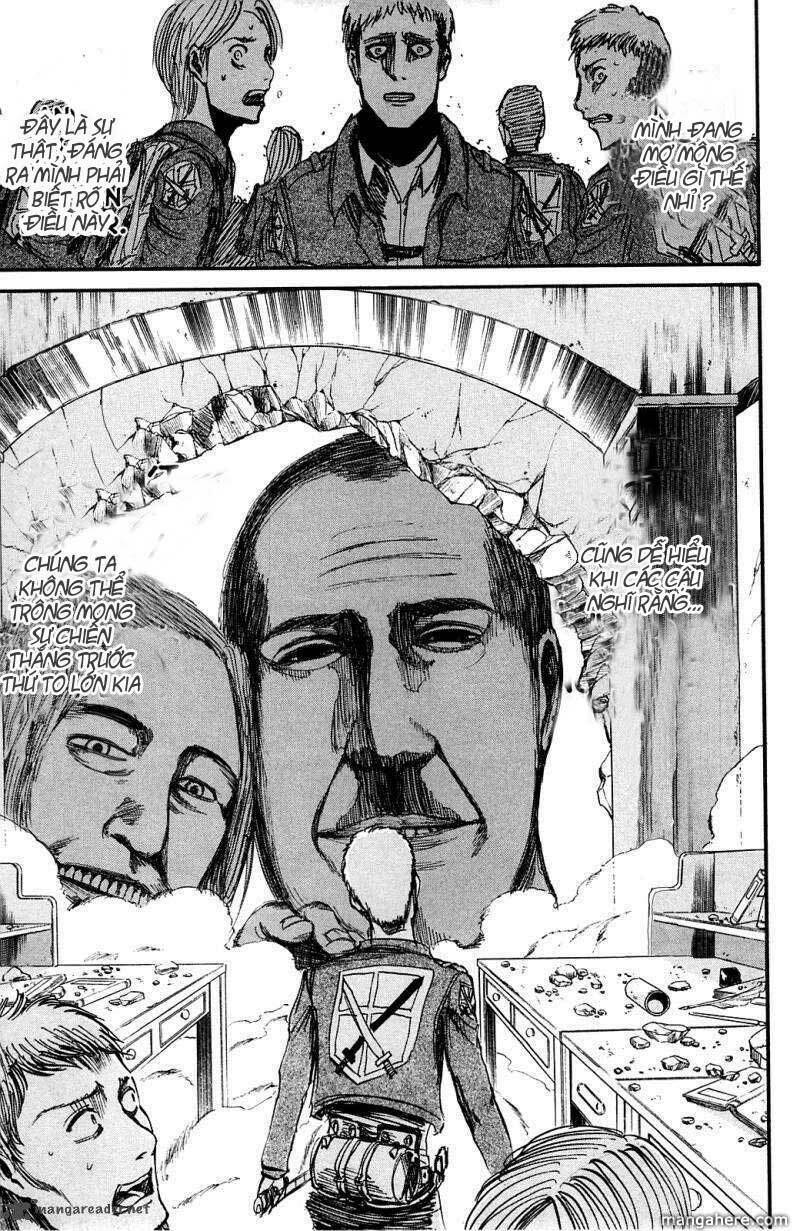 MÌNH ĐANG
MƠ MỘNG
ĐIỀU GÌ THẾ
NHỈ ?
ĐÂY LÀ SỰ
THẬT, ĐÁNG
RA MÌNH PHẢI
BIẾT RÕ
ĐIỀU NÀY
CŨNG DỄ HIỂU
KHI CÁC CẬU
NGHĨ RẰNG...
CHÚNG TA
KHÔNG THỂ
TRÔNG MONG
SỰ CHIẾN
THẮNG TRƯỚC
THỨ TO LỚN KIA
mangareader.net
mangahere.com